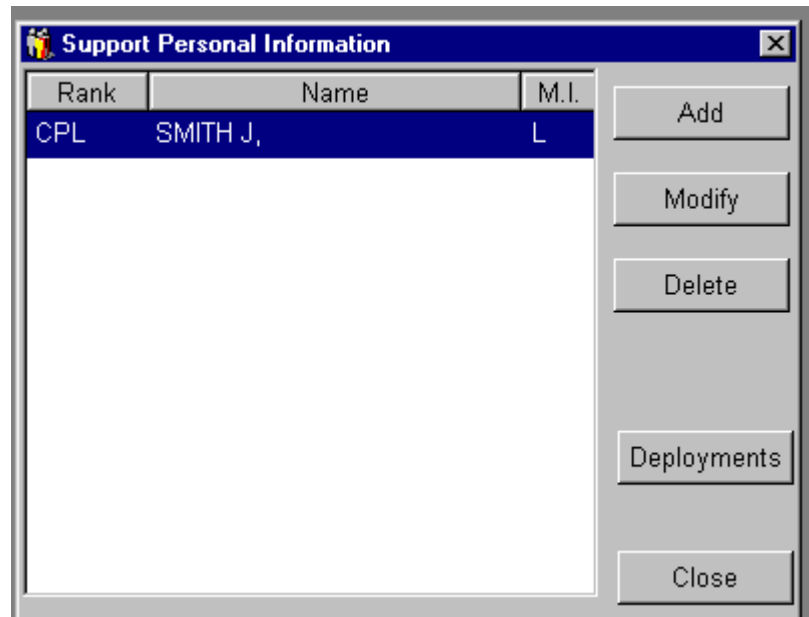 Support Personal Information
Rank Name M.I.
CPL SMITH J, L
Add
Modify
Delete
Deployments
Close